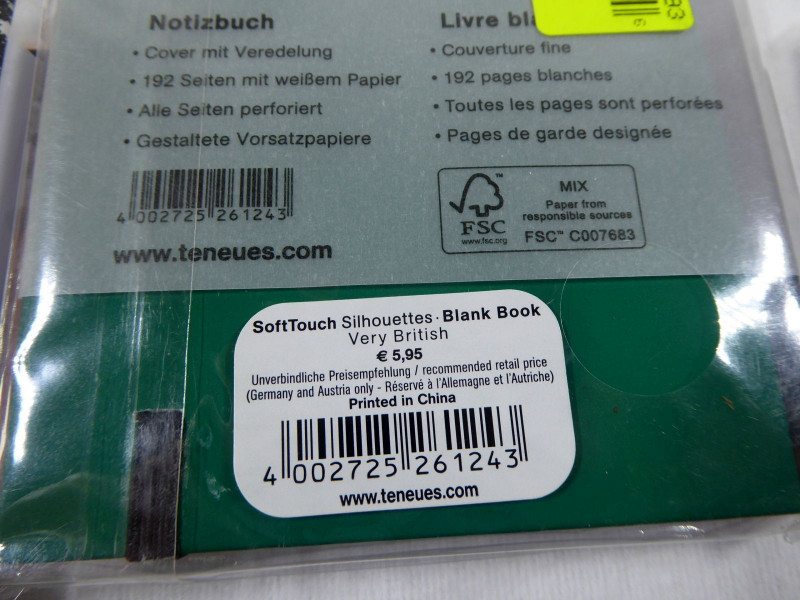 Notizbuch
• Cover mit Veredelung
• 192 Seiten mit weißem Papier
• Alle Seiten perforiert
• Gestaltete Vorsatzpapiere
Livre
• Couverture fine
• 192 pages blanches
• Toutes les pages sont perforées
• Pages de garde designée
4 002725 261243
www.teneues.com
FSC™
www.fsc.org
MIX
Paper from
responsible sources
FSC™ C007683
SoftTouch Silhouettes · Blank Book
Very British
€ 5,95
Unverbindliche Preisempfehlung / recommended retail price
(Germany and Austria only - Réservé à l'Allemagne et l'Autriche)
Printed in China
4 002725 261243
www.teneues.com